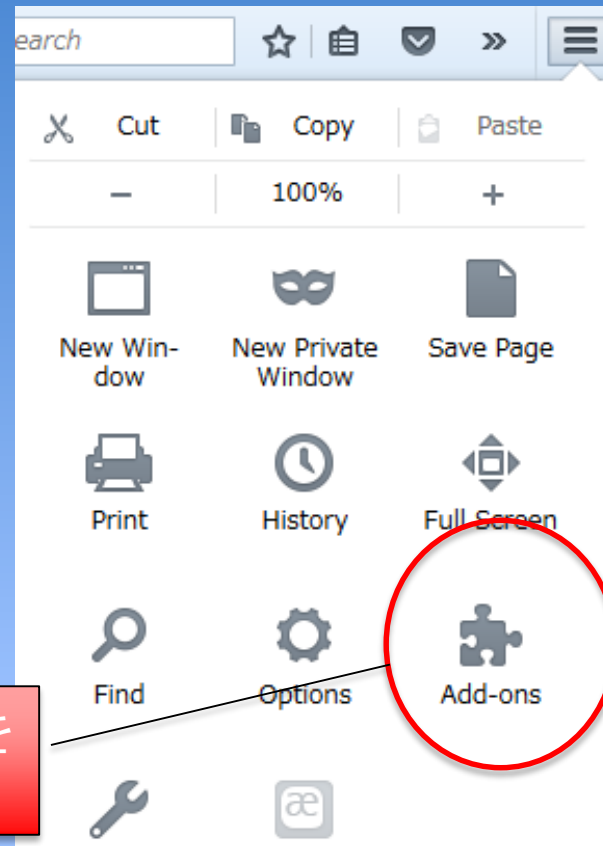 earch
Cut Copy Paste
− 100% +
New Win-
dow
New Private
Window
Save Page
Print History Full Screen
Find Options Add-ons
æ